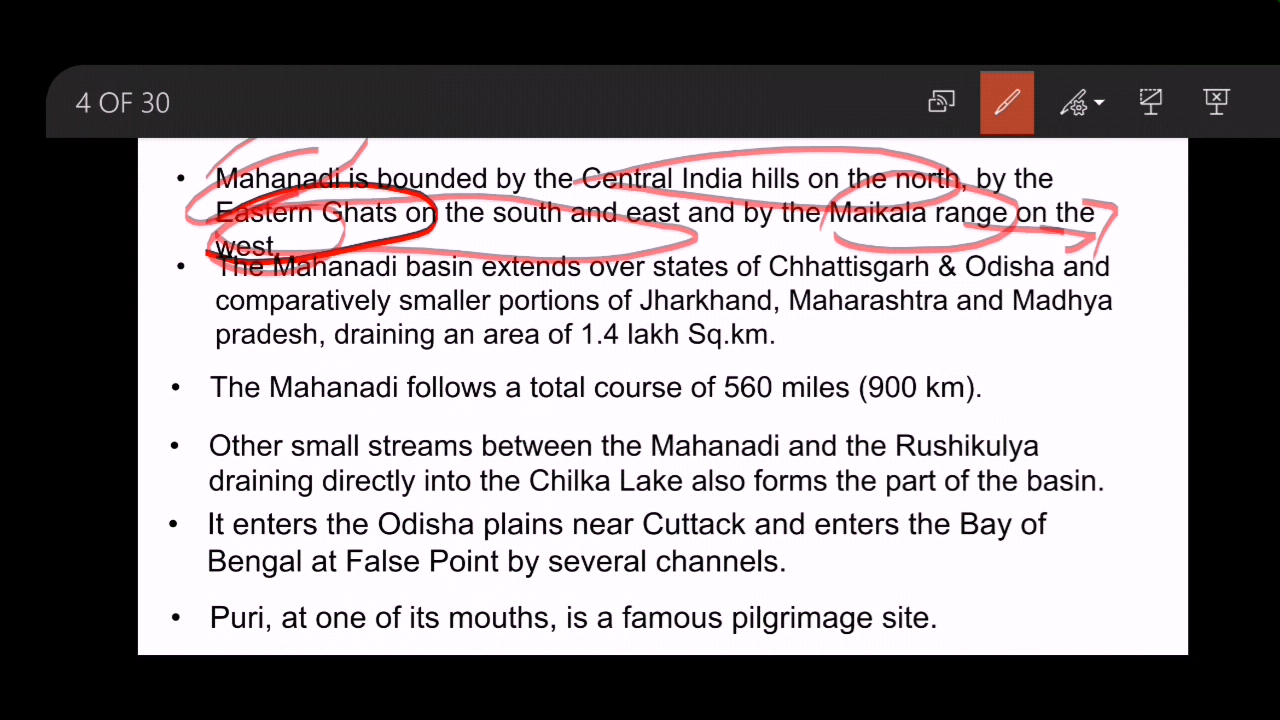 4 OF 30
• Mahanadi is bounded by the Central India hills on the north, by the
Eastern Ghats on the south and east and by the Maikala range on the
west.
• The Mahanadi basin extends over states of Chhattisgarh & Odisha and
comparatively smaller portions of Jharkhand, Maharashtra and Madhya
pradesh, draining an area of 1.4 lakh Sq.km.
• The Mahanadi follows a total course of 560 miles (900 km).
• Other small streams between the Mahanadi and the Rushikulya
draining directly into the Chilka Lake also forms the part of the basin.
• It enters the Odisha plains near Cuttack and enters the Bay of
Bengal at False Point by several channels.
• Puri, at one of its mouths, is a famous pilgrimage site.